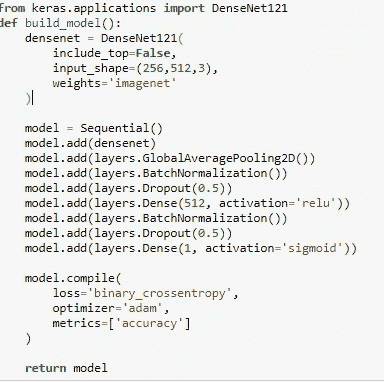 from keras.applications import DenseNet121
def build_model():
    densenet = DenseNet121(
        include_top=False,
        input_shape=(256,512,3),
        weights='imagenet'
    )
    model = Sequential()
    model.add(densenet)
    model.add(layers.GlobalAveragePooling2D())
    model.add(layers.BatchNormalization())
    model.add(layers.Dropout(0.5))
    model.add(layers.Dense(512, activation='relu'))
    model.add(layers.BatchNormalization())
    model.add(layers.Dropout(0.5))
    model.add(layers.Dense(1, activation='sigmoid'))
    model.compile(
        loss='binary_crossentropy',
        optimizer='adam',
        metrics=['accuracy']
    )
    return model